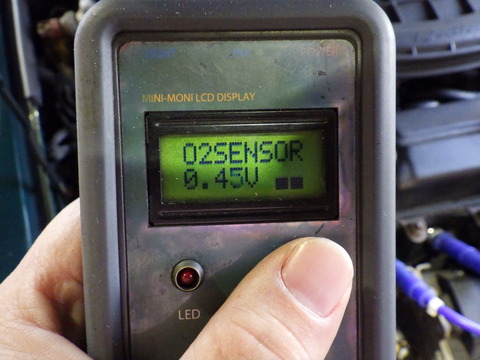 MINI-MONI LCD DISPLAY
O2SENSOR
0.45V
LED